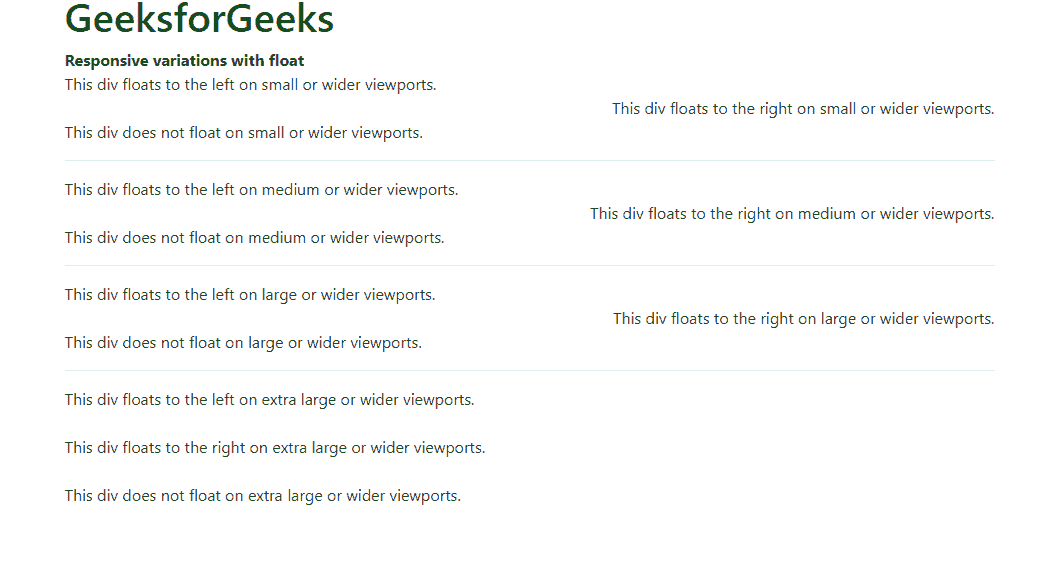 GeeksforGeeks
Responsive variations with float
This div floats to the left on small or wider viewports.
This div floats to the right on small or wider viewports.
This div does not float on small or wider viewports.
This div floats to the left on medium or wider viewports.
This div floats to the right on medium or wider viewports.
This div does not float on medium or wider viewports.
This div floats to the left on large or wider viewports.
This div floats to the right on large or wider viewports.
This div does not float on large or wider viewports.
This div floats to the left on extra large or wider viewports.
This div floats to the right on extra large or wider viewports.
This div does not float on extra large or wider viewports.